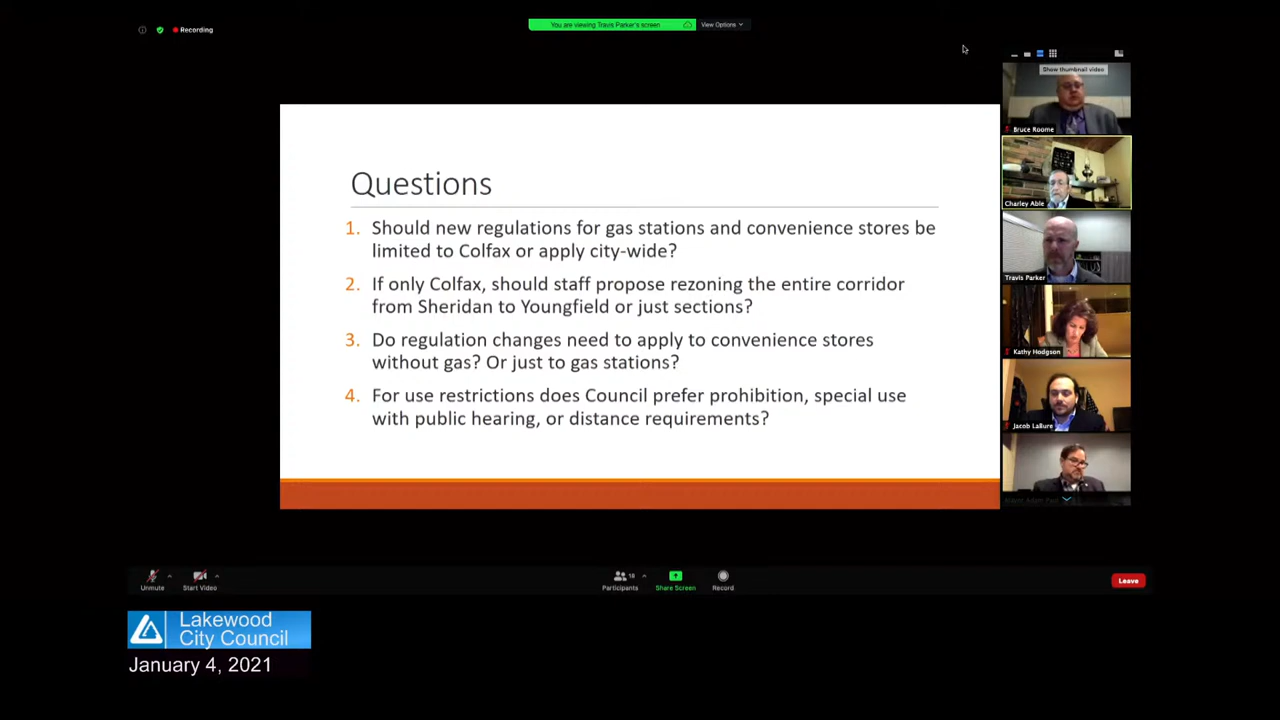 Recording
You are viewing Travis Parker's screen
View Options
Show thumbnail video
Bruce Roome
Charley Able
Travis Parker
Kathy Hodgson
Jacob LaBure
Questions
1. Should new regulations for gas stations and convenience stores be
limited to Colfax or apply city-wide?
2. If only Colfax, should staff propose rezoning the entire corridor
from Sheridan to Youngfield or just sections?
3. Do regulation changes need to apply to convenience stores
without gas? Or just to gas stations?
4. For use restrictions does Council prefer prohibition, special use
with public hearing, or distance requirements?
Unmute
Start Video
Participants
18
Share Screen
Record
Leave
Lakewood
City Council
January 4, 2021